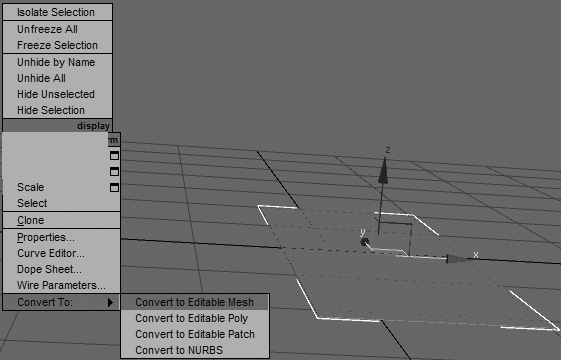 Isolate Selection
Unfreeze All
Freeze Selection
Unhide by Name
Unhide All
Hide Unselected
Hide Selection
display
rm
Scale
Select
Clone
Properties...
Curve Editor...
Dope Sheet...
Wire Parameters...
Convert To:
Convert to Editable Mesh
Convert to Editable Poly
Convert to Editable Patch
Convert to NURBS
z
y
x